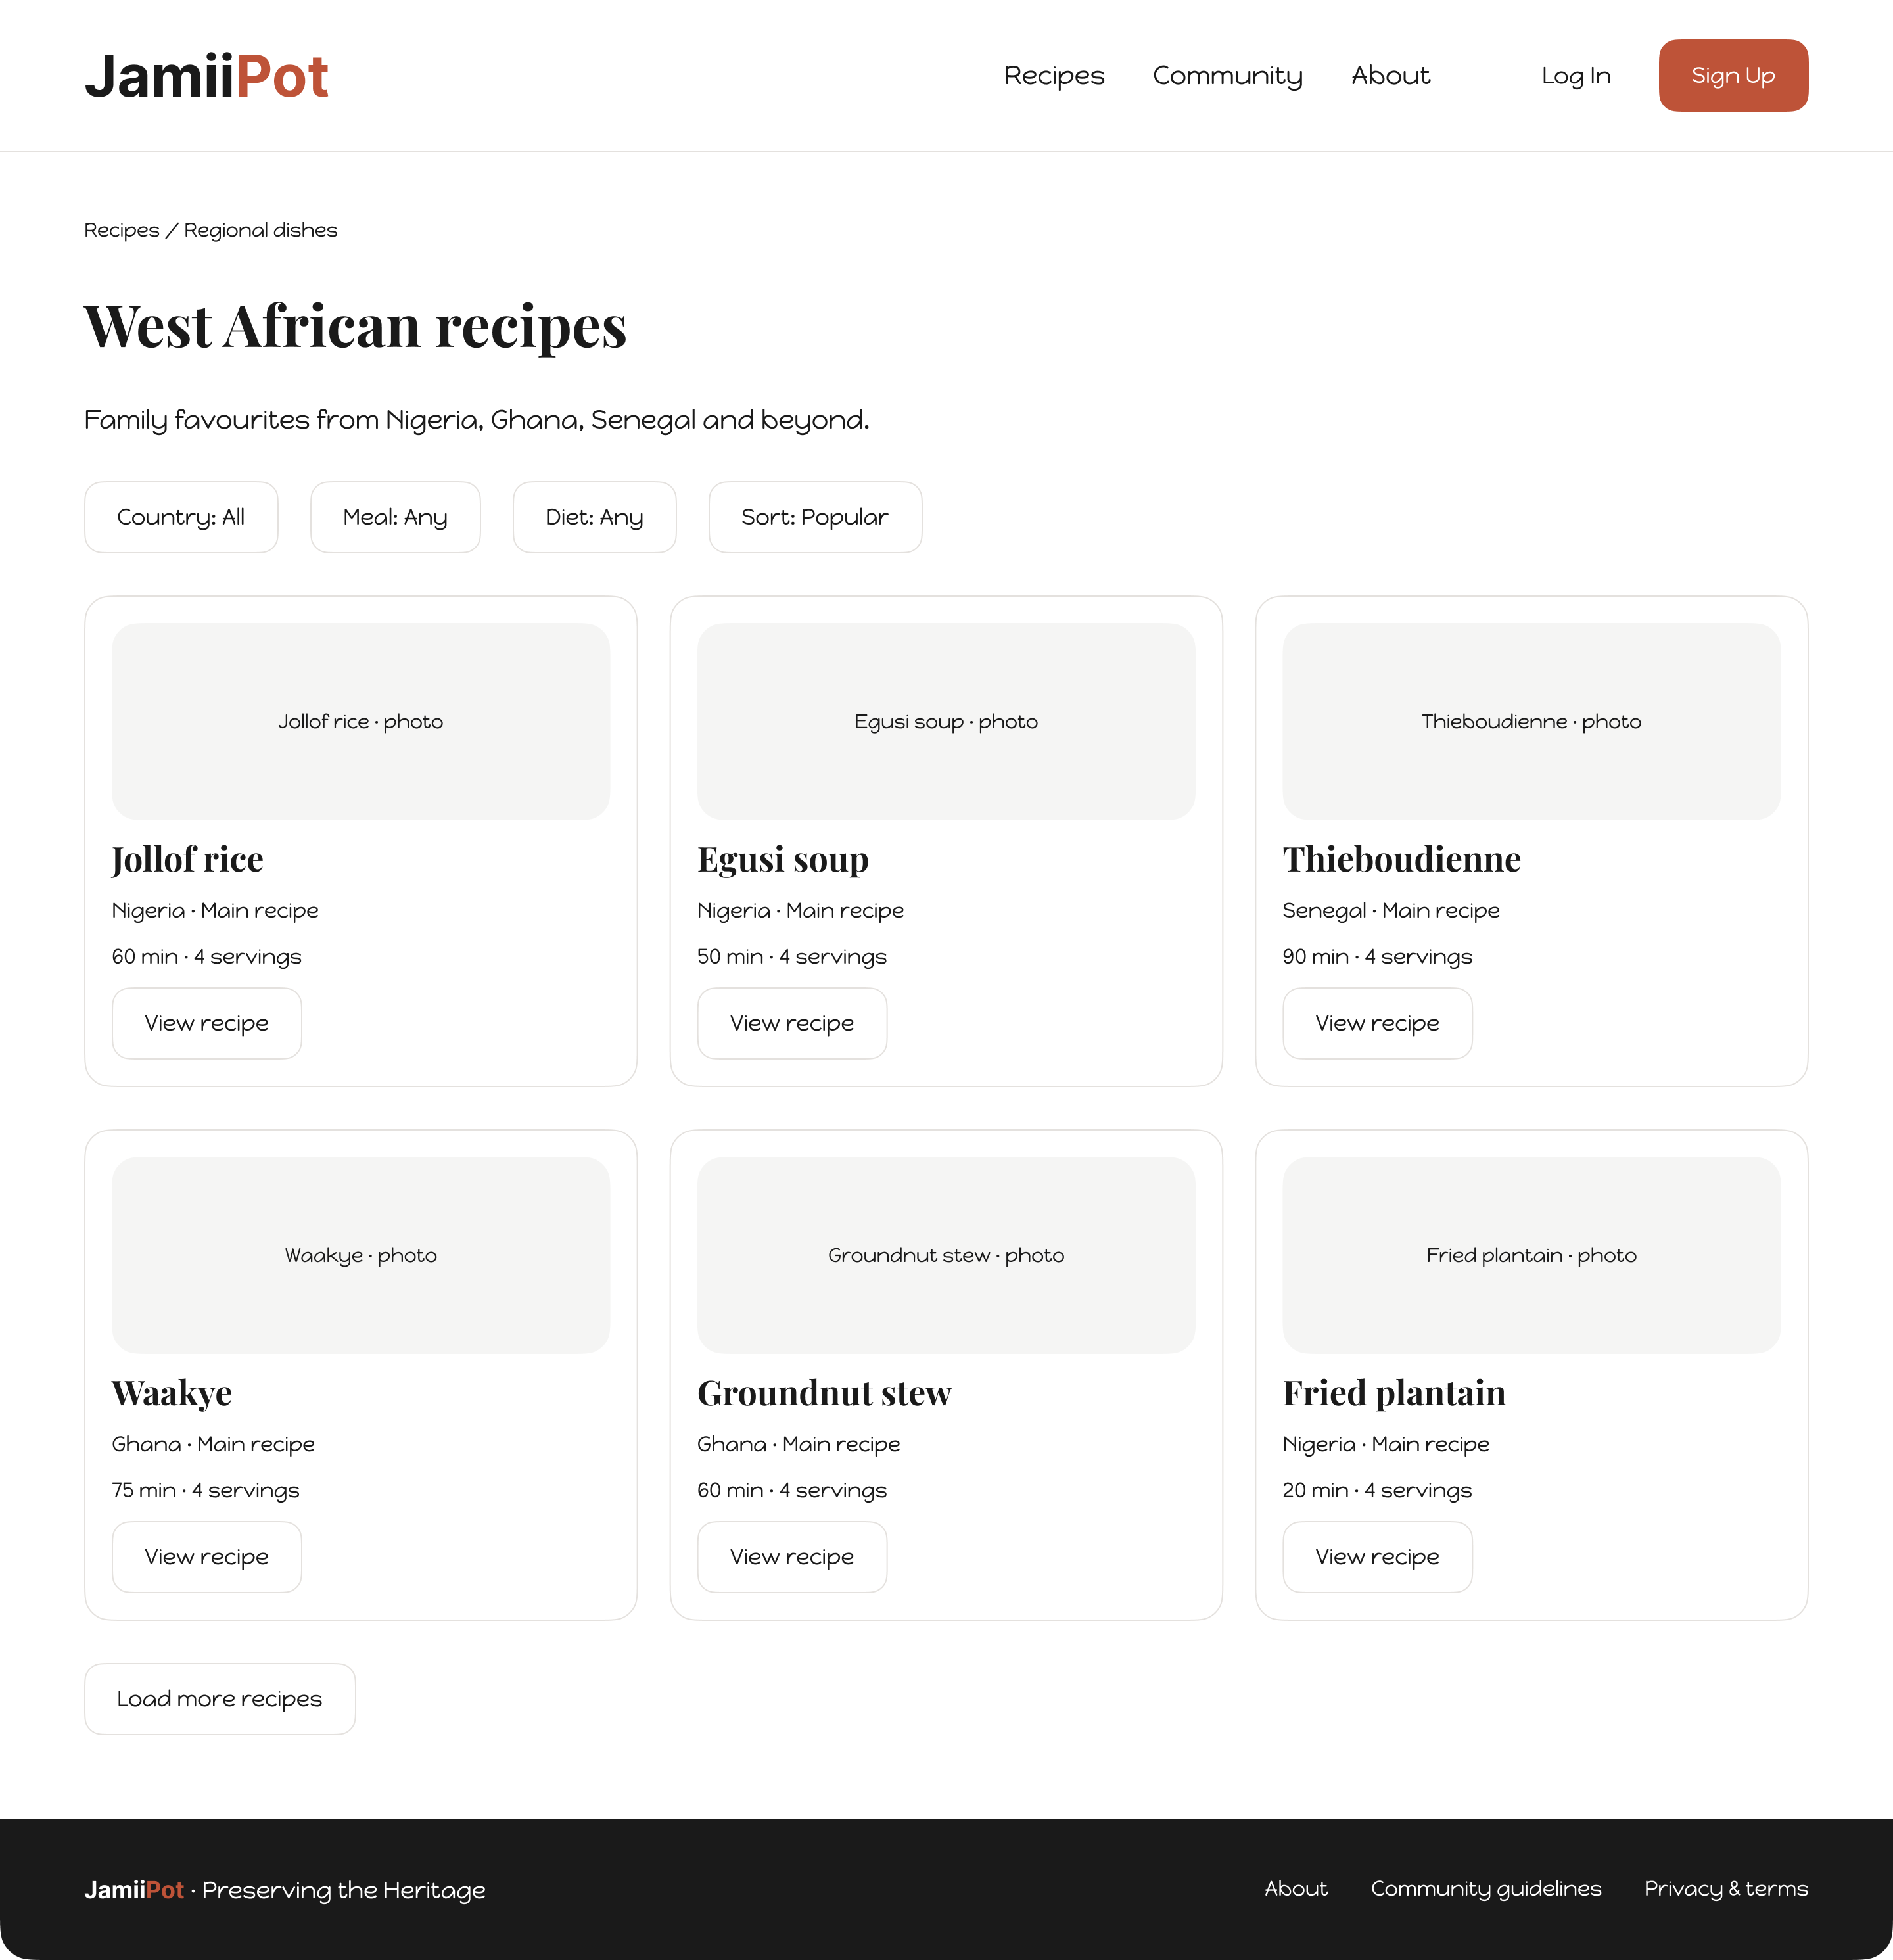 JamiiPot
Recipes Community About Log In Sign Up
Recipes / Regional dishes
West African recipes
Family favourites from Nigeria, Ghana, Senegal and beyond.
Country: All Meal: Any Diet: Any Sort: Popular
Jollof rice · photo
Jollof rice
Nigeria · Main recipe
60 min · 4 servings
View recipe
Egusi soup · photo
Egusi soup
Nigeria · Main recipe
50 min · 4 servings
View recipe
Thieboudienne · photo
Thieboudienne
Senegal · Main recipe
90 min · 4 servings
View recipe
Waakye · photo
Waakye
Ghana · Main recipe
75 min · 4 servings
View recipe
Groundnut stew · photo
Groundnut stew
Ghana · Main recipe
60 min · 4 servings
View recipe
Fried plantain · photo
Fried plantain
Nigeria · Main recipe
20 min · 4 servings
View recipe
Load more recipes
JamiiPot · Preserving the Heritage
About Community guidelines Privacy & terms